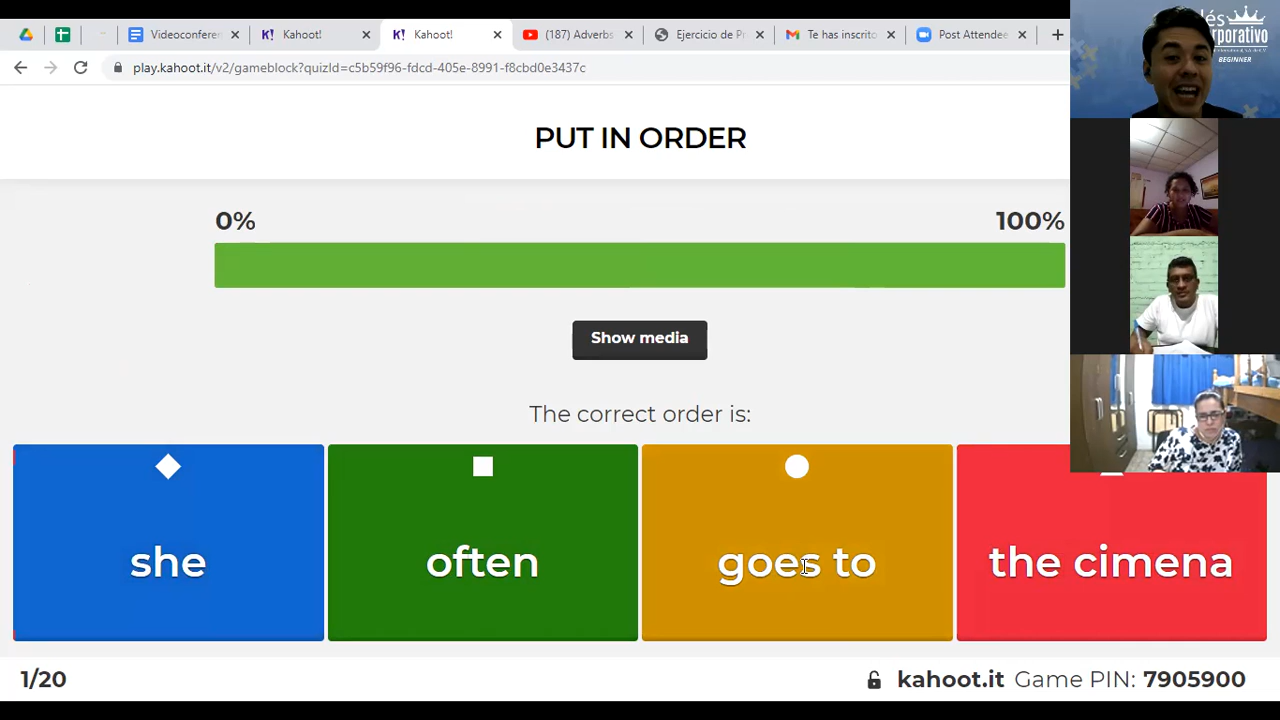 Videoconferen
Kahoot!
Kahoot!
(187) Adverbs
Ejercicio de Pr
Te has inscrito
Post Attendee
BEGINNER
play.kahoot.it/v2/gameblock?quizId=c5b59f96-fdcd-405e-8991-f8cbd0e3437c
PUT IN ORDER
0% 100%
Show media
The correct order is:
she
often
goes to
the cimena
1/20
kahoot.it Game PIN: 7905900